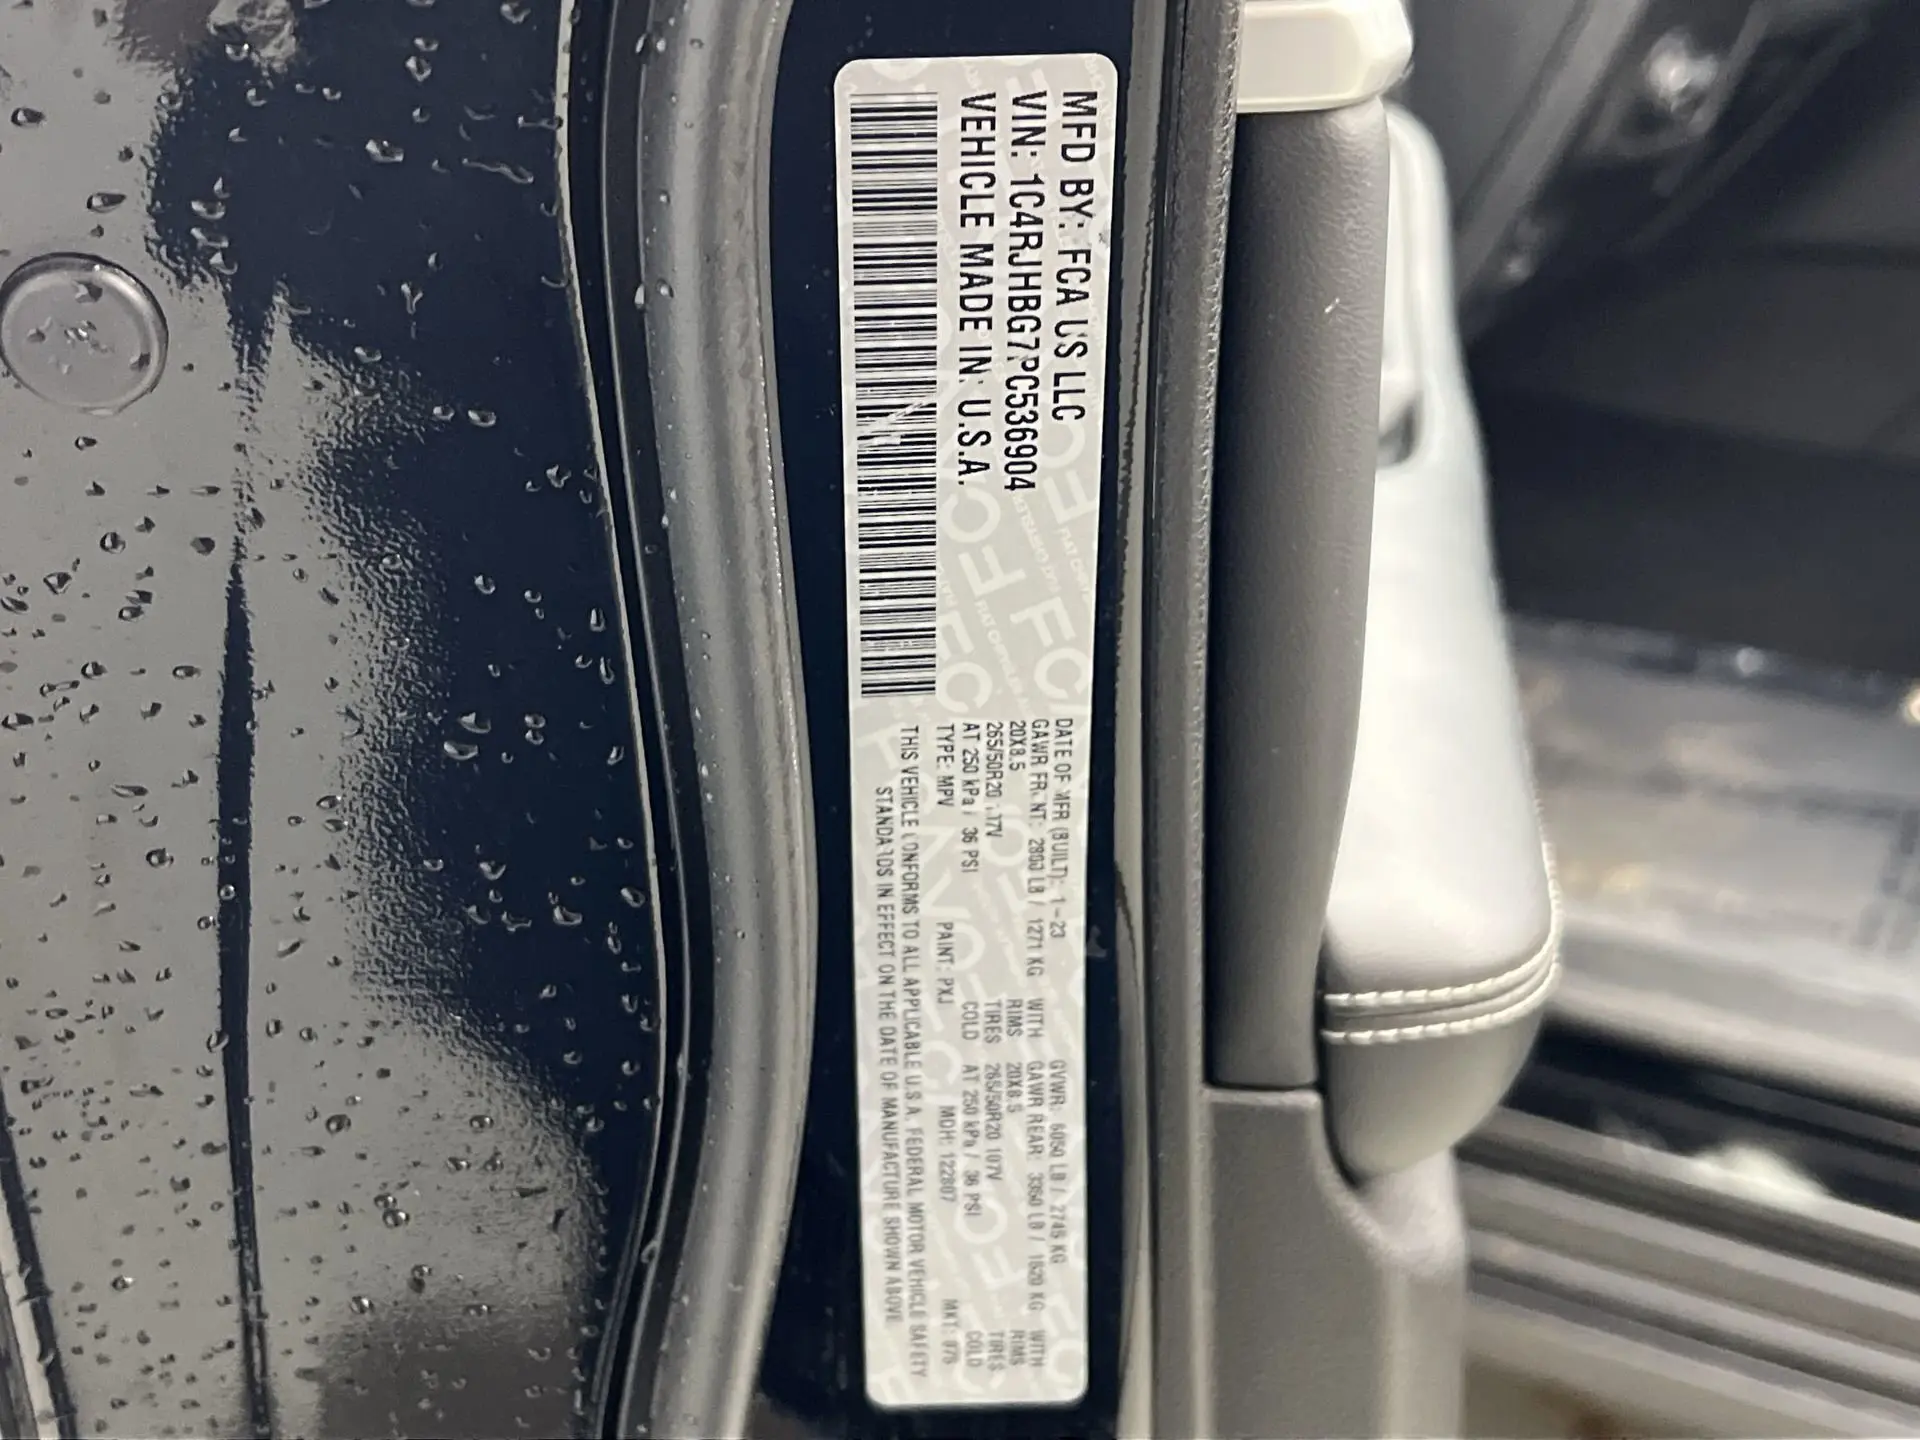 MFD BY: FCA US LLC
VIN: 1C4RJHBG7PC536904
VEHICLE MADE IN: U.S.A.
DATE OF MFR (BUILT): 1-23 GVWR: 6050 LB / 2745 KG
GAWR FRONT: 2800 LB / 1271 KG WITH GAWR REAR: 3350 LB / 1520 KG WITH
20X8.5 RIMS 20X8.5 RIMS
265/50R20 107V TIRES 265/50R20 107V TIRES
AT 250 kPa / 36 PSI COLD AT 250 kPa / 36 PSI COLD
TYPE: MPV PAINT: PXJ MDH: 122807 MKT:
THIS VEHICLE CONFORMS TO ALL APPLICABLE U.S.A. FEDERAL MOTOR VEHICLE SAFETY
STANDARDS IN EFFECT ON THE DATE OF MANUFACTURE SHOWN ABOVE